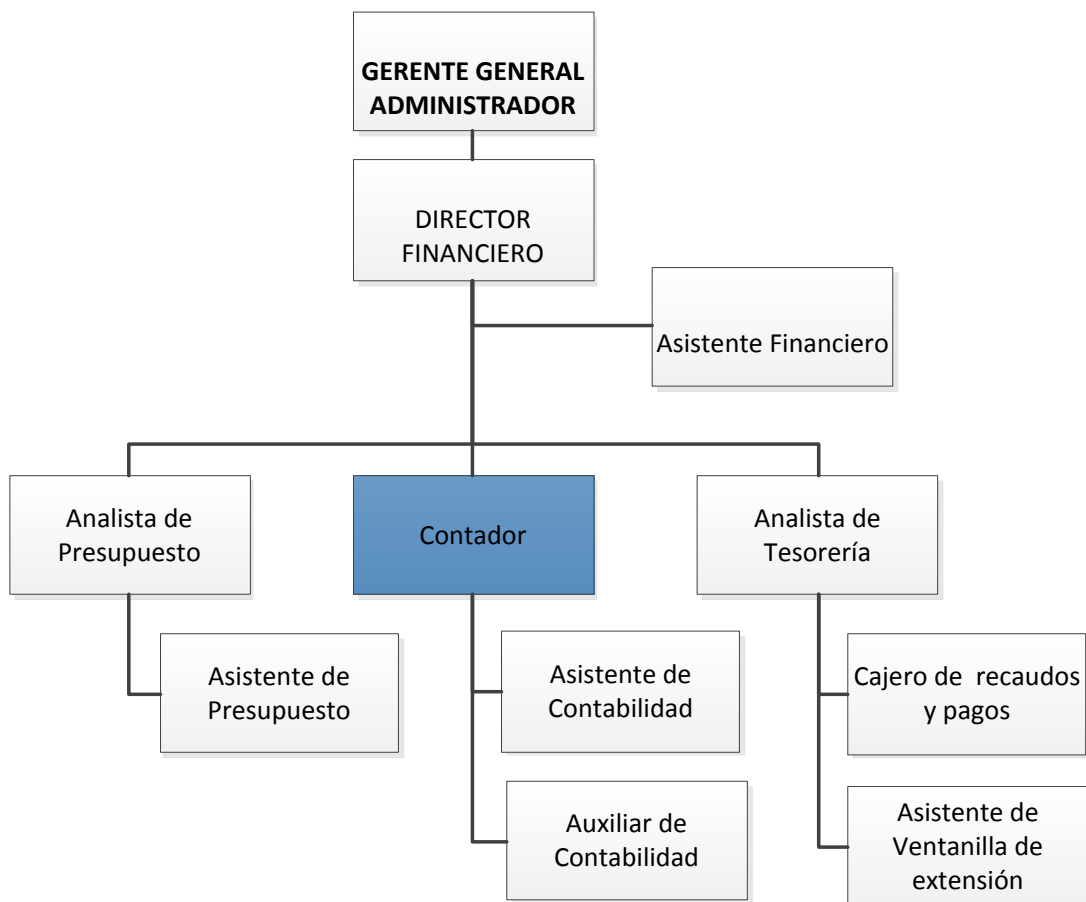 GERENTE GENERAL
ADMINISTRADOR
DIRECTOR
FINANCIERO
Asistente Financiero
Analista de
Presupuesto
Contador
Analista de
Tesorería
Asistente de
Presupuesto
Asistente de
Contabilidad
Cajero de  recaudos
y pagos
Auxiliar de
Contabilidad
Asistente de
Ventanilla de
extensión